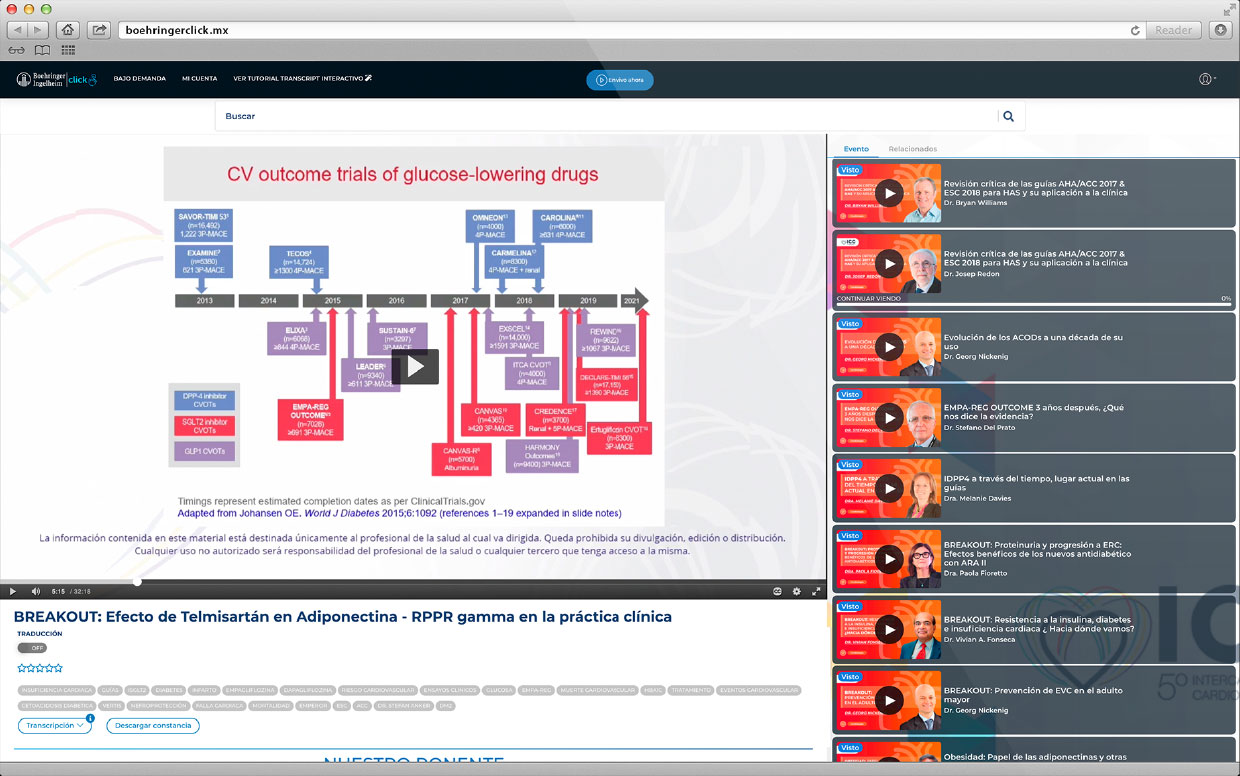 boehringerclick.mx
Reader
Boehringer
Ingelheim
click
BAJO DEMANDA
MI CUENTA
VER TUTORIAL TRANSCRIPT INTERACTIVO
En vivo ahora
Buscar
CV outcome trials of glucose-lowering drugs
SAVOR-TIMI 53
(n=16,492)
1,222 3P-MACE
EXAMINE
(n=5380)
621 3P-MACE
TECOS
(n=14,724)
≥1300 4P-MACE
OMNEON
(n=4000)
4P-MACE
CAROLINA
(n=6000)
≥631 4P-MACE
CARMELINA
(n=8300)
4P-MACE + renal
2013
2014
2015
2016
2017
2018
2019
2021
ELIXA
(n=6068)
≥844 4P-MACE
SUSTAIN-6
(n=3297)
3P-MACE
LEADER
(n=9340)
≥611 3P-MACE
EXSCEL
(n=14,000)
≥1591 3P-MACE
REWIND
(n=9622)
≥1067 3P-MACE
ITCA CVOT
(n=4000)
4P-MACE
DECLARE-TIMI 58
(n=17,150)
≥1390 3P-MACE
EMPA-REG
OUTCOME
(n=7028)
≥691 3P-MACE
CANVAS
(n=4365)
≥420 3P-MACE
CREDENCE
(n=3700)
Renal + 5P-MACE
Ertugliflozin CVOT
(n=6300)
3P-MACE
CANVAS-R
(n=5700)
Albuminuria
HARMONY
Outcomes
(n=9400) 3P-MACE
DPP-4 inhibitor
CVOTs
SGLT2 inhibitor
CVOTs
GLP1 CVOTs
Timings represent estimated completion dates as per ClinicalTrials.gov
Adapted from Johansen OE. World J Diabetes 2015;6:1092 (references 1–19 expanded in slide notes)
La información contenida en este material está destinada únicamente al profesional de la salud al cual va dirigida. Queda prohibida su divulgación, edición o distribución.
Cualquier uso no autorizado será responsabilidad del profesional de la salud o cualquier tercero que tenga acceso a la misma.
5:15 / 32:18
BREAKOUT: Efecto de Telmisartán en Adiponectina - RPPR gamma en la práctica clínica
TRADUCCIÓN
OFF
INSUFICIENCIA CARDIACA
GUÍAS
ISGLT2
DIABETES
INFARTO
EMPAGLIFLOZINA
DAPAGLIFLOZINA
RIESGO CARDIOVASCULAR
ENSAYOS CLÍNICOS
GLUCOSA
EMPA-REG
MUERTE CARDIOVASCULAR
HBA1C
TRATAMIENTO
EVENTOS CARDIOVASCULAR
CETOACIDOSIS DIABÉTICA
VERTIS
NEFROPROTECCIÓN
FALLA CARDIACA
MORTALIDAD
EMPEROR
ESC
ACC
DR. STEFAN ANKER
DM2
Transcripción
Descargar constancia
NUESTRO PONENTE
Evento
Relacionados
Visto
Revisión crítica de las guías AHA/ACC 2017 &
ESC 2018 para HAS y su aplicación a la clínica
Dr. Bryan Williams
Revisión crítica de las guías AHA/ACC 2017 &
ESC 2018 para HAS y su aplicación a la clínica
Dr. Josep Redon
CONTINUAR VIENDO
0%
Visto
Evolución de los ACODs a una década de su
uso
Dr. Georg Nickenig
Visto
EMPA-REG OUTCOME 3 años después, ¿Qué
nos dice la evidencia?
Dr. Stefano Del Prato
Visto
IDPP4 a través del tiempo, lugar actual en las
guías
Dra. Melanie Davies
Visto
BREAKOUT: Proteinuria y progresión a ERC:
Efectos benéficos de los nuevos antidiabético
con ARA II
Dra. Paola Fioretto
Visto
BREAKOUT: Resistencia a la insulina, diabetes
e insuficiencia cardiaca ¿ Hacia dónde vamos?
Dr. Vivian A. Fonseca
Visto
BREAKOUT: Prevención de EVC en el adulto
mayor
Dr. Georg Nickenig
Visto
Obesidad: Papel de las adiponectinas y otras